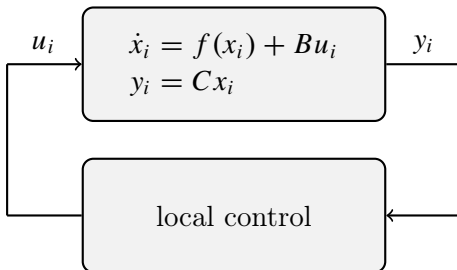 u_i
ẋ_i = f(x_i) + Bu_i
y_i
y_i = Cx_i
local control